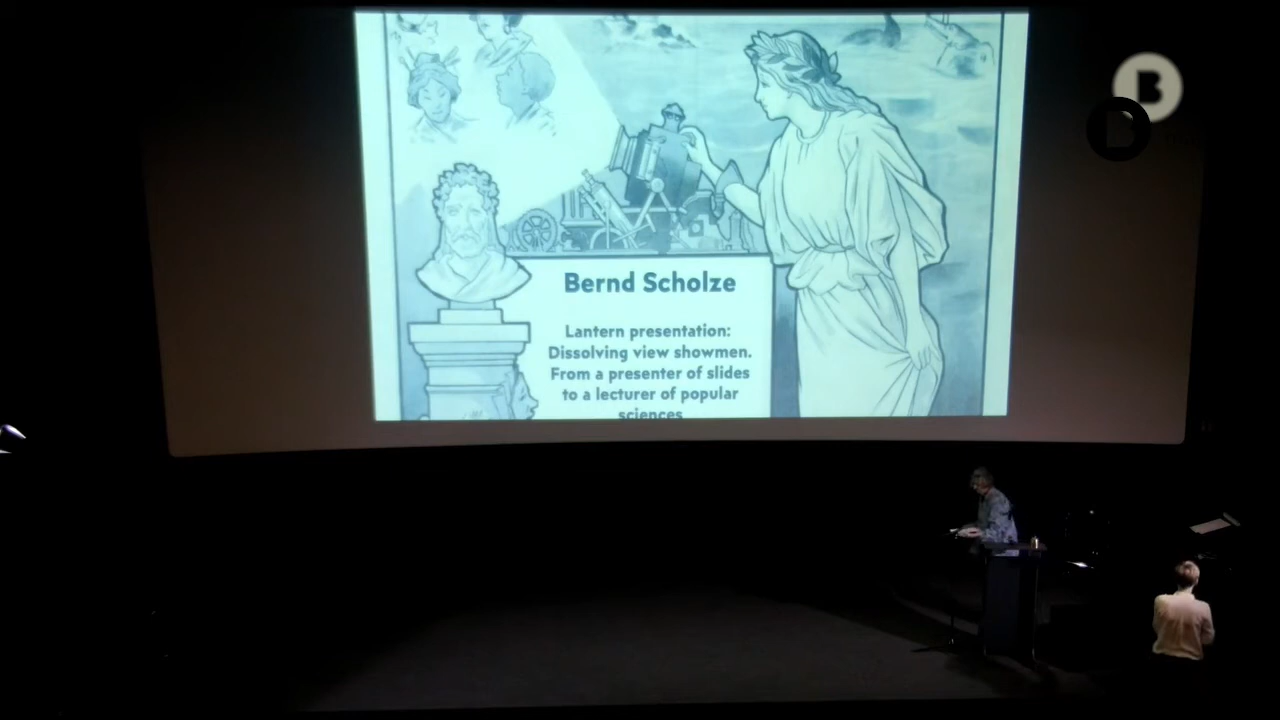 B
Bernd Scholze
Lantern presentation:
Dissolving view showmen.
From a presenter of slides
to a lecturer of popular
sciences